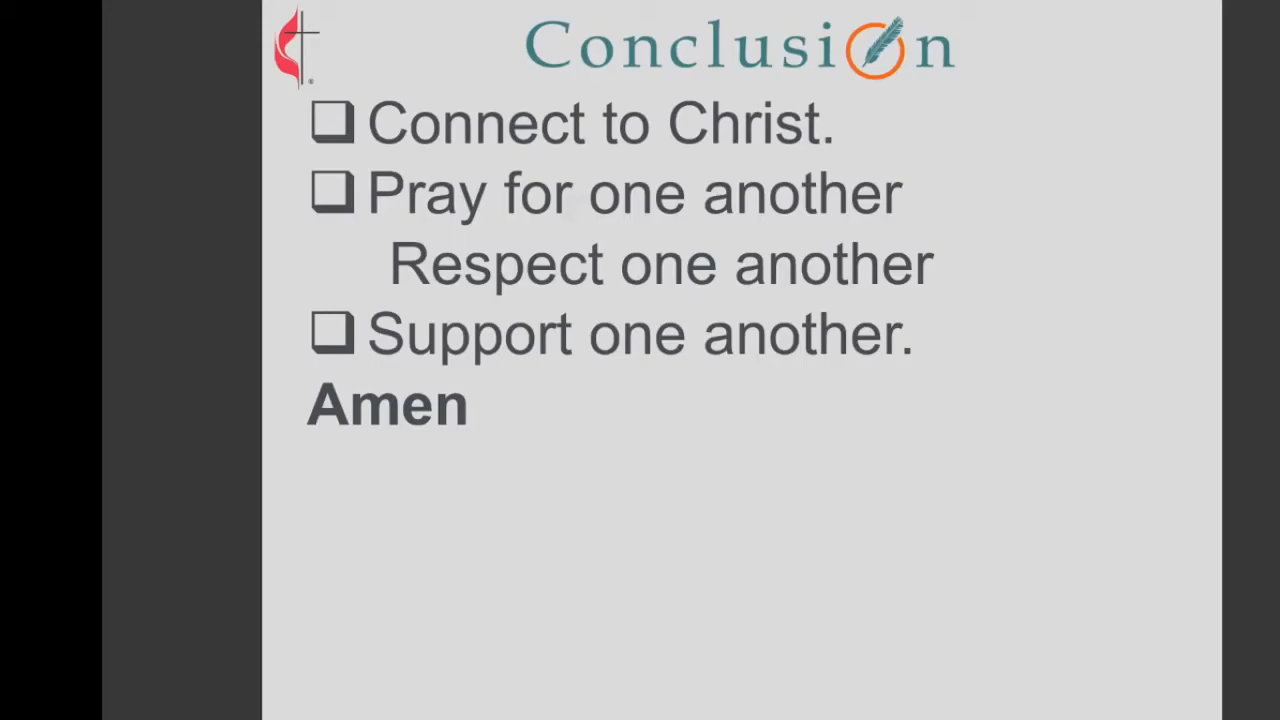 Conclusion
❑ Connect to Christ.
❑ Pray for one another
Respect one another
❑ Support one another.
Amen